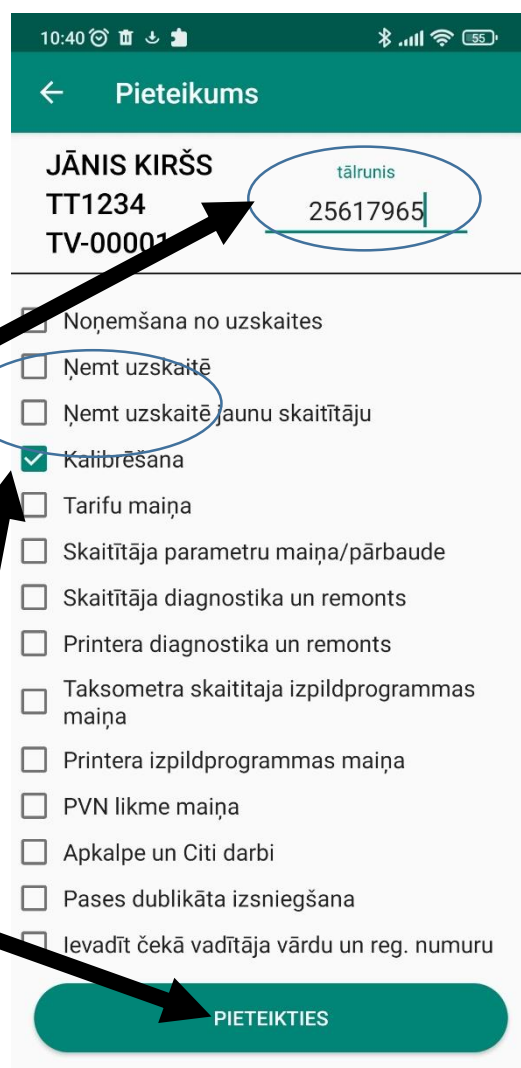 10:40
55
Pieteikums
JĀNIS KIRŠS
TT1234
TV-00001
tālrunis
25617965
Noņemšana no uzskaites
Ņemt uzskaitē
Ņemt uzskaitē jaunu skaitītāju
Kalibrēšana
Tarifu maiņa
Skaitītāja parametru maiņa/pārbaude
Skaitītāja diagnostika un remonts
Printera diagnostika un remonts
Taksometra skaititaja izpildprogrammas
maiņa
Printera izpildprogrammas maiņa
PVN likme maiņa
Apkalpe un Citi darbi
Pases dublikāta izsniegšana
Ievadīt čekā vadītāja vārdu un reg. numuru
PIETEIKTIES